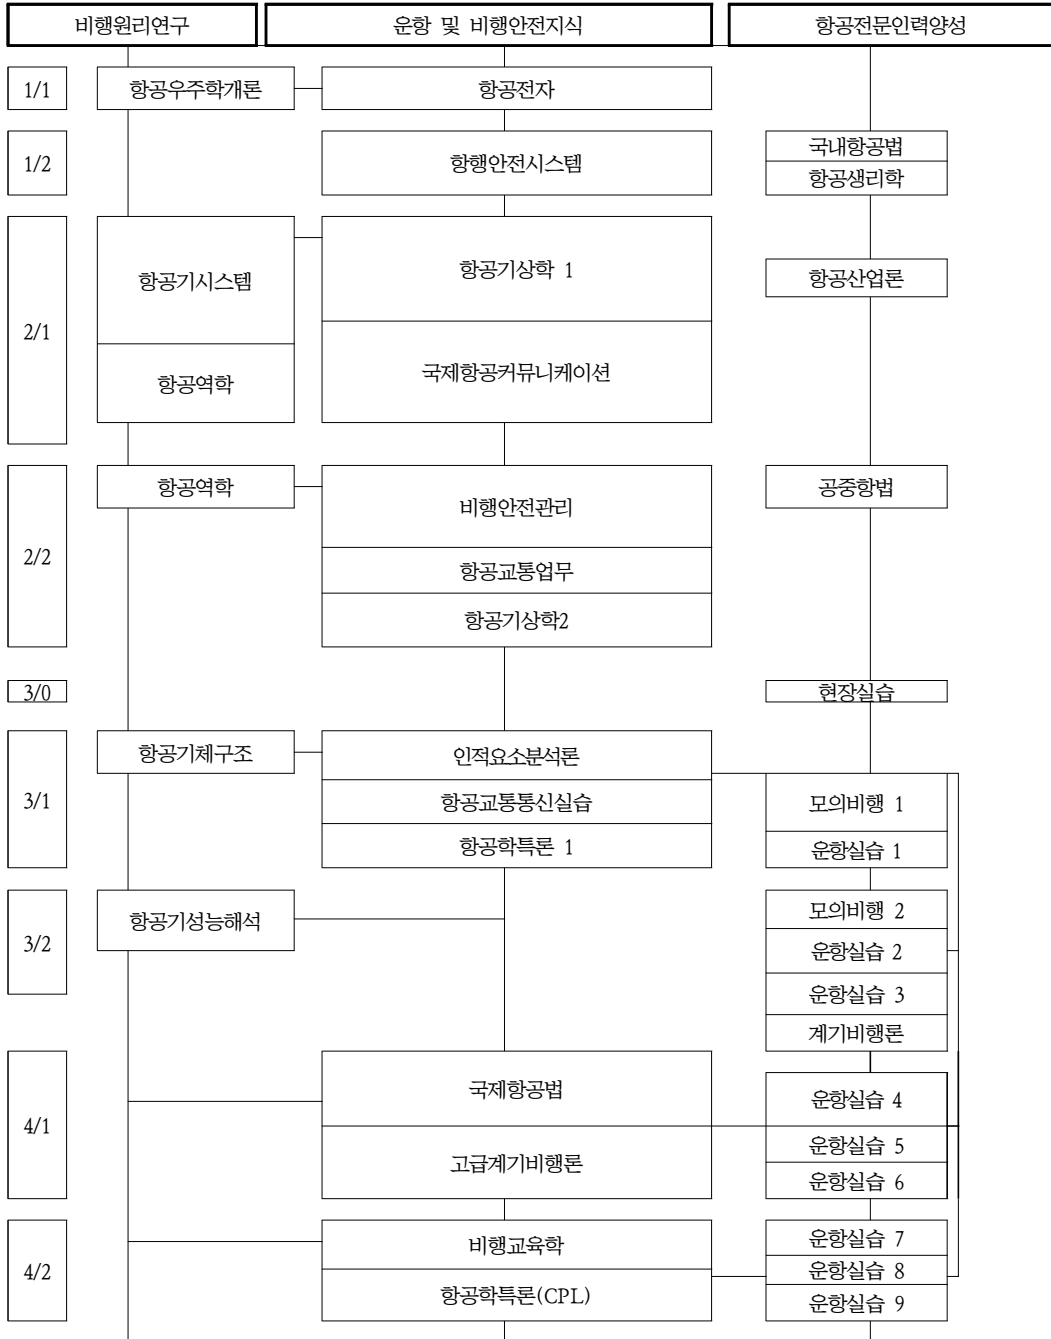 비행원리연구
운항 및 비행안전지식
항공전문인력양성
1/1
항공우주학개론
항공전자
1/2
항행안전시스템
국내항공법
항공생리학
2/1
항공기시스템
항공역학
항공기상학 1
국제항공커뮤니케이션
항공산업론
2/2
항공역학
비행안전관리
항공교통업무
항공기상학2
공중항법
3/0
현장실습
3/1
항공기체구조
인적요소분석론
항공교통통신실습
항공학특론 1
모의비행 1
운항실습 1
3/2
항공기성능해석
모의비행 2
운항실습 2
운항실습 3
계기비행론
4/1
국제항공법
고급계기비행론
운항실습 4
운항실습 5
운항실습 6
4/2
비행교육학
항공학특론(CPL)
운항실습 7
운항실습 8
운항실습 9